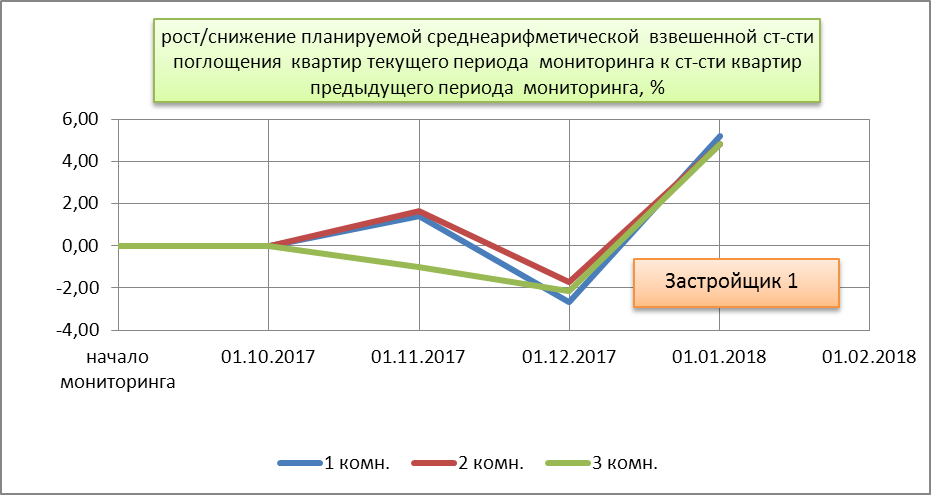 рост/снижение планируемой среднеарифметической взвешенной ст-сти
поглощения квартир текущего периода мониторинга к ст-сти квартир
предыдущего периода мониторинга, %
6,00
4,00
2,00
0,00
-2,00
-4,00
Застройщик 1
начало
мониторинга
01.10.2017
01.11.2017
01.12.2017
01.01.2018
01.02.2018
1 комн.
2 комн.
3 комн.